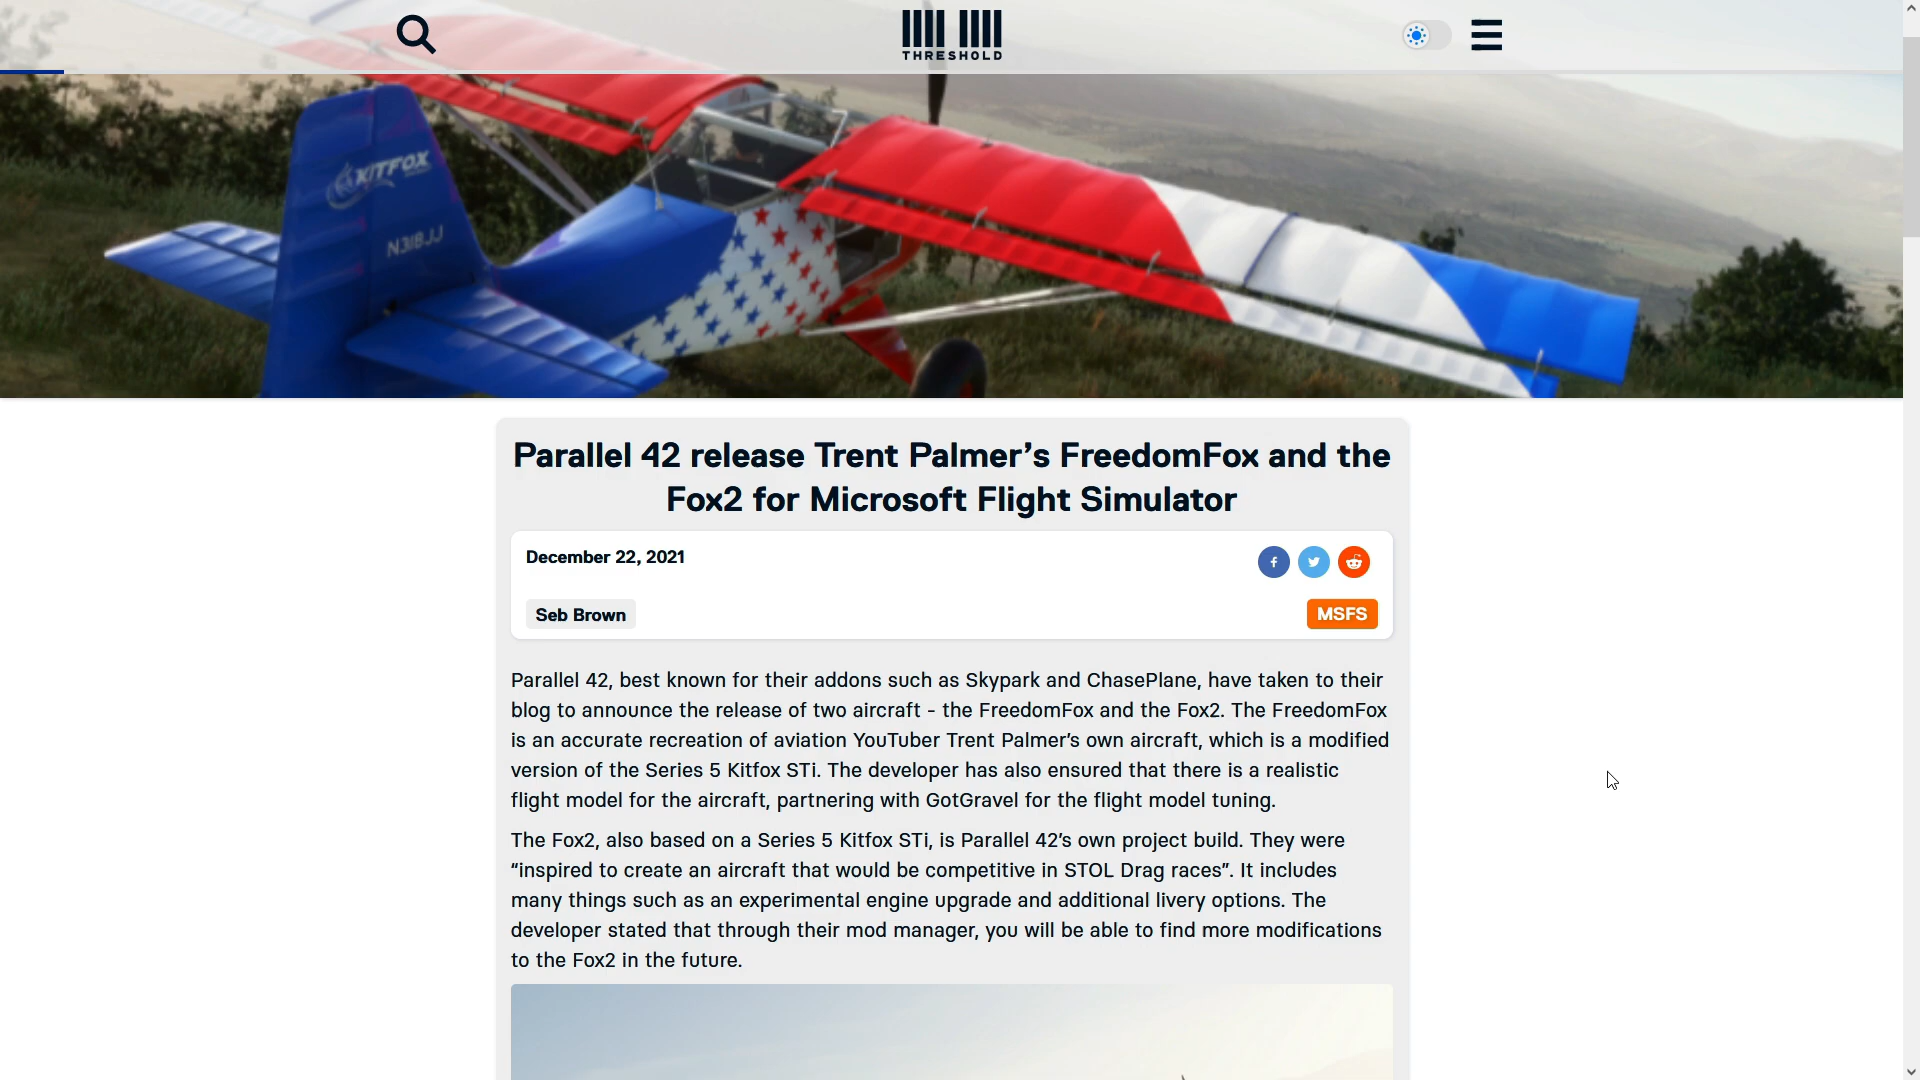 THRESHOLD
KITFOX
N318JJ
Parallel 42 release Trent Palmer’s FreedomFox and the
Fox2 for Microsoft Flight Simulator
December 22, 2021
Seb Brown
MSFS
Parallel 42, best known for their addons such as Skypark and ChasePlane, have taken to their
blog to announce the release of two aircraft - the FreedomFox and the Fox2. The FreedomFox
is an accurate recreation of aviation YouTuber Trent Palmer’s own aircraft, which is a modified
version of the Series 5 Kitfox STi. The developer has also ensured that there is a realistic
flight model for the aircraft, partnering with GotGravel for the flight model tuning.
The Fox2, also based on a Series 5 Kitfox STi, is Parallel 42’s own project build. They were
“inspired to create an aircraft that would be competitive in STOL Drag races”. It includes
many things such as an experimental engine upgrade and additional livery options. The
developer stated that through their mod manager, you will be able to find more modifications
to the Fox2 in the future.